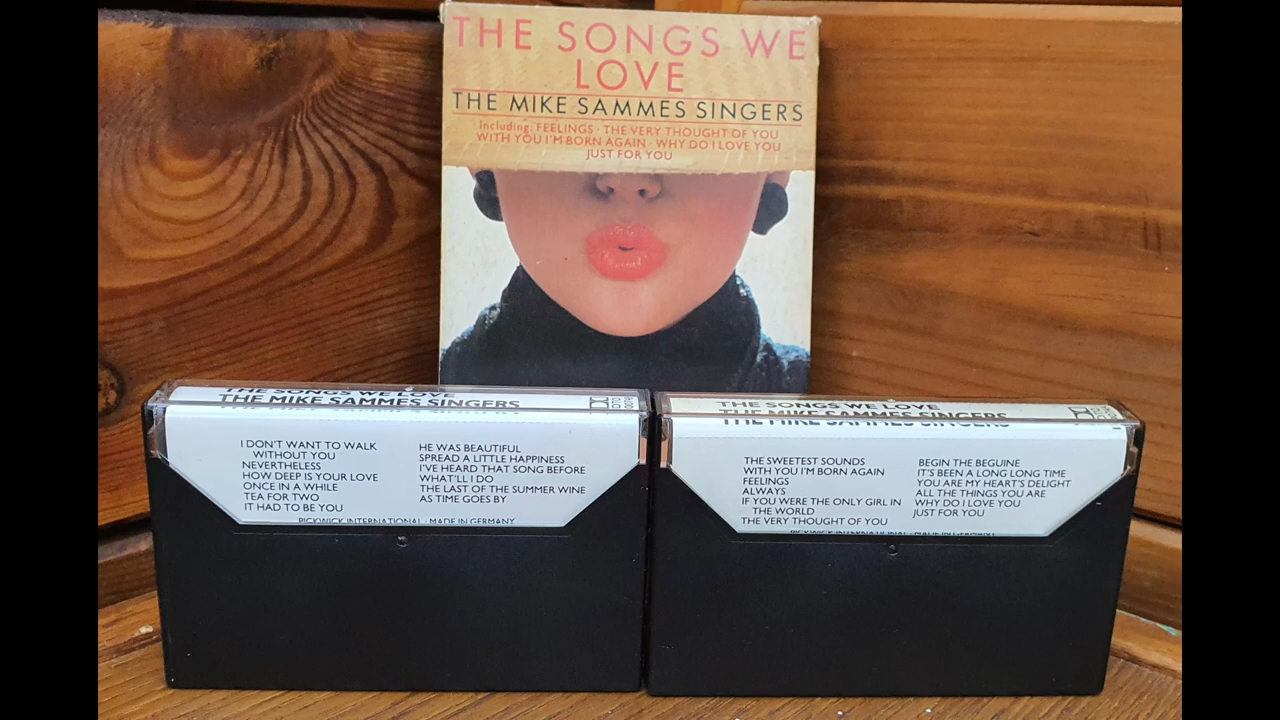 THE SONGS WE
LOVE
THE MIKE SAMMES SINGERS
Including: FEELINGS · THE VERY THOUGHT OF YOU
WITH YOU I'M BORN AGAIN · WHY DO I LOVE YOU
JUST FOR YOU
THE SONGS WE LOVE
THE MIKE SAMMES SINGERS
I DON'T WANT TO WALK
WITHOUT YOU
NEVERTHELESS
HOW DEEP IS YOUR LOVE
ONCE IN A WHILE
TEA FOR TWO
IT HAD TO BE YOU
HE WAS BEAUTIFUL
SPREAD A LITTLE HAPPINESS
I'VE HEARD THAT SONG BEFORE
WHAT'LL I DO
THE LAST OF THE SUMMER WINE
AS TIME GOES BY
PICKWICK INTERNATIONAL · MADE IN GERMANY
THE SONGS WE LOVE
THE MIKE SAMMES SINGERS
THE SWEETEST SOUNDS
WITH YOU I'M BORN AGAIN
FEELINGS
ALWAYS
IF YOU WERE THE ONLY GIRL IN
THE WORLD
THE VERY THOUGHT OF YOU
BEGIN THE BEGUINE
IT'S BEEN A LONG LONG TIME
YOU ARE MY HEART'S DELIGHT
ALL THE THINGS YOU ARE
WHY DO I LOVE YOU
JUST FOR YOU
PICKWICK INTERNATIONAL · MADE IN GERMANY